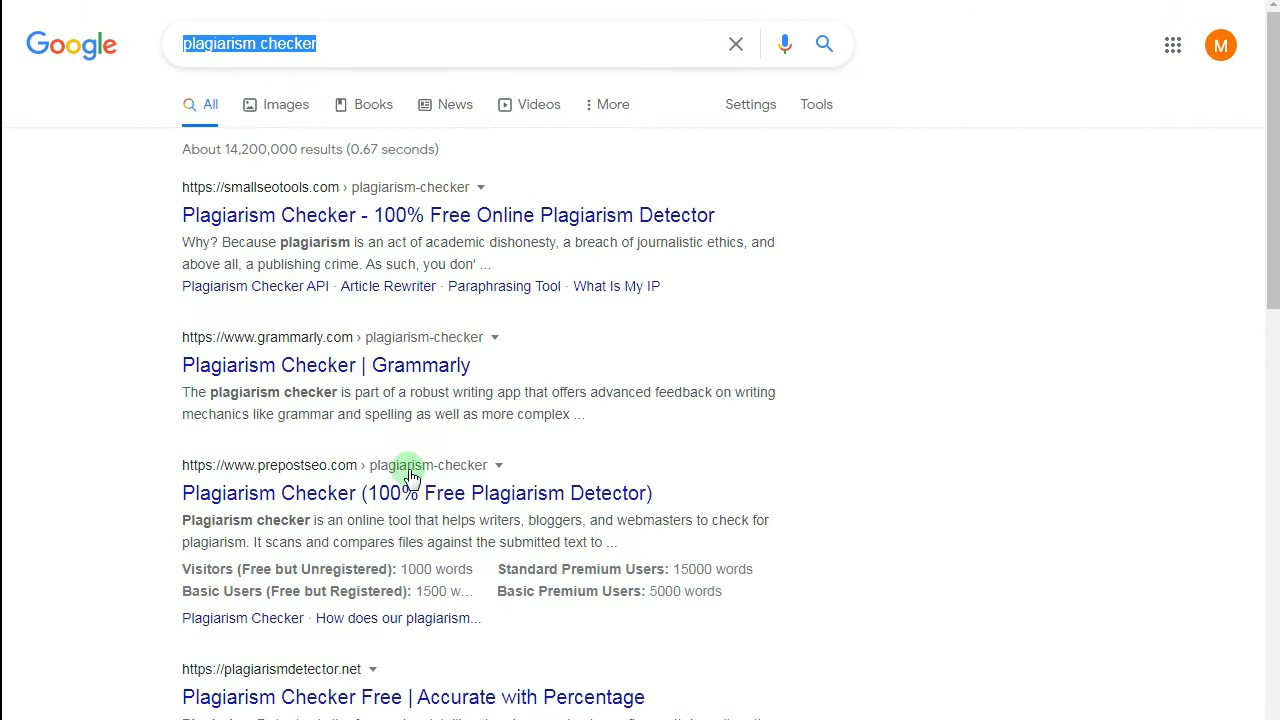 Google
plagiarism checker
M
All Images Books News Videos More Settings Tools
About 14,200,000 results (0.67 seconds)
https://smallseotools.com › plagiarism-checker
Plagiarism Checker - 100% Free Online Plagiarism Detector
Why? Because plagiarism is an act of academic dishonesty, a breach of journalistic ethics, and
above all, a publishing crime. As such, you don' ...
Plagiarism Checker API · Article Rewriter · Paraphrasing Tool · What Is My IP
https://www.grammarly.com › plagiarism-checker
Plagiarism Checker | Grammarly
The plagiarism checker is part of a robust writing app that offers advanced feedback on writing
mechanics like grammar and spelling as well as more complex ...
https://www.prepostseo.com › plagiarism-checker
Plagiarism Checker (100% Free Plagiarism Detector)
Plagiarism checker is an online tool that helps writers, bloggers, and webmasters to check for
plagiarism. It scans and compares files against the submitted text to ...
Visitors (Free but Unregistered): 1000 words Standard Premium Users: 15000 words
Basic Users (Free but Registered): 1500 w... Basic Premium Users: 5000 words
Plagiarism Checker · How does our plagiarism...
https://plagiarismdetector.net
Plagiarism Checker Free | Accurate with Percentage